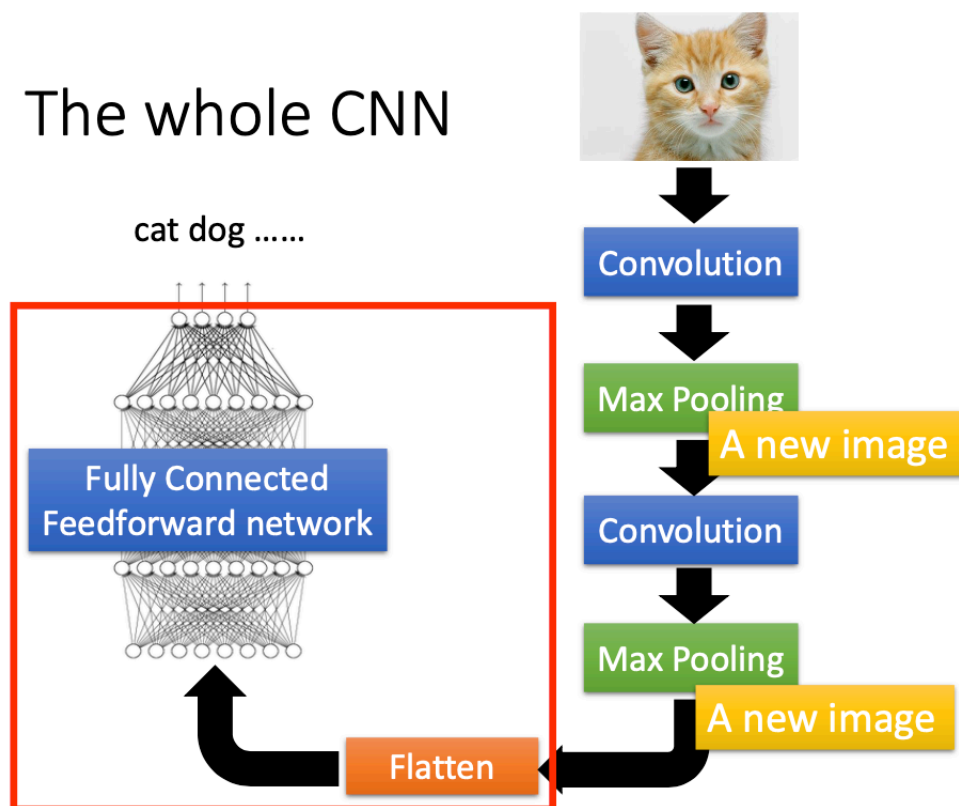 The whole CNN
cat dog ......
Convolution
Max Pooling
A new image
Convolution
Max Pooling
A new image
Flatten
Fully Connected
Feedforward network